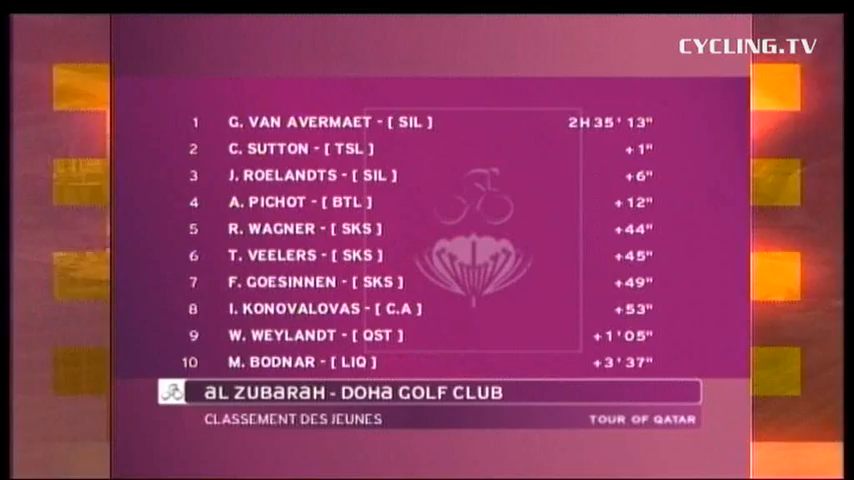 CYCLING.TV
1 G. VAN AVERMAET - [ SIL ] 2H 35' 13"
2 C. SUTTON - [ TSL ] +1"
3 J. ROELANDTS - [ SIL ] +6"
4 A. PICHOT - [ BTL ] +12"
5 R. WAGNER - [ SKS ] +44"
6 T. VEELERS - [ SKS ] +45"
7 F. GOESINNEN - [ SKS ] +49"
8 I. KONOVALOVAS - [ C.A ] +53"
9 W. WEYLANDT - [ QST ] +1'05"
10 M. BODNAR - [ LIQ ] +3'37"
aL ZUBaRaH - DOHa GOLF CLUB
CLASSEMENT DES JEUNES TOUR OF QATAR